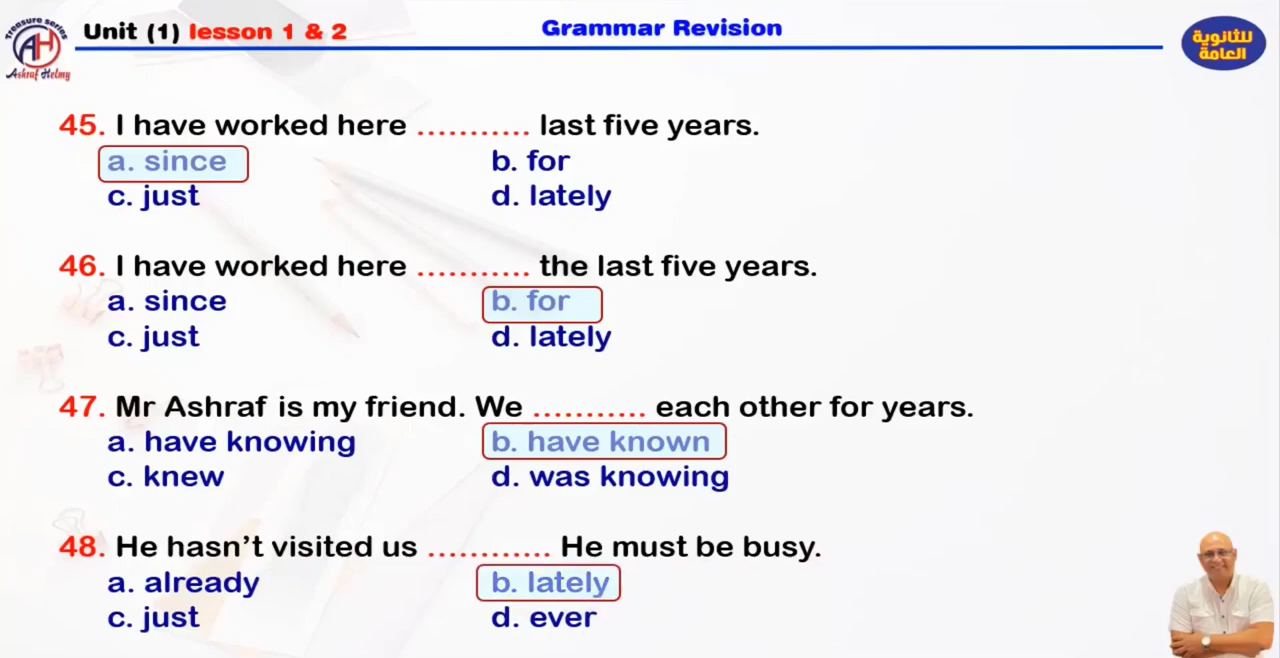 Treasure series
AH
Ashraf Helmy
Unit (1) lesson 1 & 2
Grammar Revision
للثانوية
العامة
45. I have worked here ........... last five years.
a. since b. for
c. just d. lately
46. I have worked here ........... the last five years.
a. since b. for
c. just d. lately
47. Mr Ashraf is my friend. We ........... each other for years.
a. have knowing b. have known
c. knew d. was knowing
48. He hasn’t visited us ............ He must be busy.
a. already b. lately
c. just d. ever